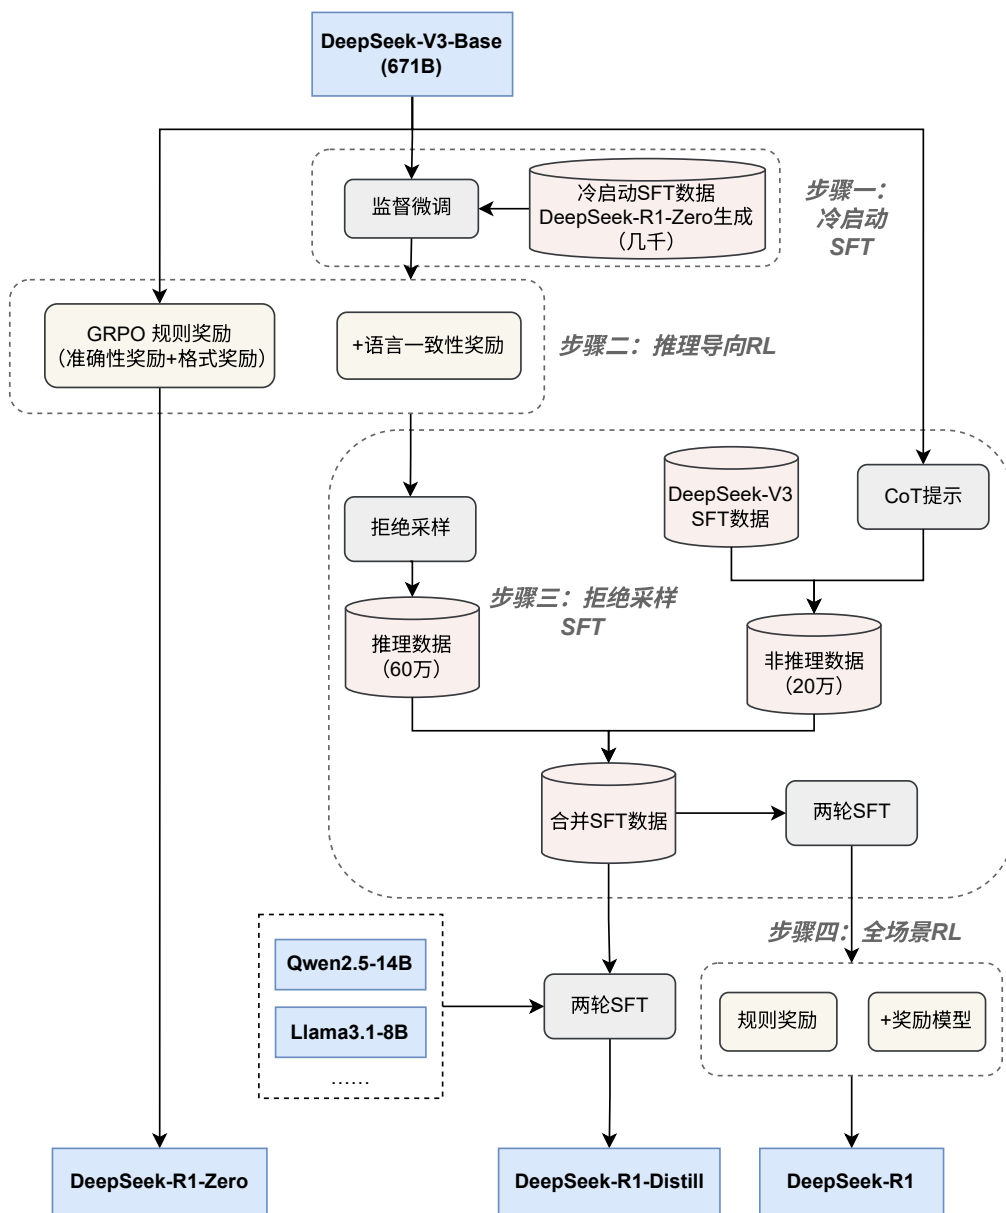 DeepSeek-V3-Base
(671B)
监督微调
冷启动SFT数据
DeepSeek-R1-Zero生成
（几千）
步骤一：
冷启动
SFT
GRPO 规则奖励
（准确性奖励+格式奖励）
+语言一致性奖励
步骤二：推理导向RL
拒绝采样
DeepSeek-V3
SFT数据
CoT提示
步骤三：拒绝采样
SFT
推理数据
（60万）
非推理数据
（20万）
合并SFT数据
两轮SFT
步骤四：全场景RL
Qwen2.5-14B
Llama3.1-8B
……
两轮SFT
规则奖励
+奖励模型
DeepSeek-R1-Zero
DeepSeek-R1-Distill
DeepSeek-R1